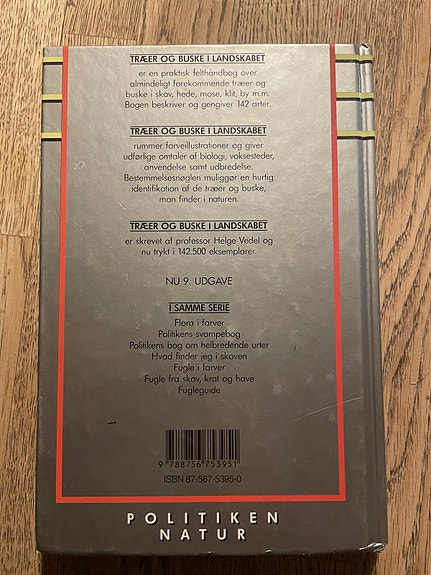 TRÆER OG BUSKE I LANDSKABET
er en praktisk felthåndbog over
almindeligt forekommende træer og
buske i skov, hede, mose, klit, by m.m.
Bogen beskriver og gengiver 142 arter.
TRÆER OG BUSKE I LANDSKABET
rummer farveillustrationer og giver
udførlige omtaler af biologi, voksesteder,
anvendelse samt udbredelse.
Bestemmelsesnøglen muliggør en hurtig
identifikation af de træer og buske,
man finder i naturen.
TRÆER OG BUSKE I LANDSKABET
er skrevet af professor Helge Vedel og
nu trykt i 142.500 eksemplarer.
NU 9. UDGAVE
I SAMME SERIE
Flora i farver
Politikens svampebog
Politikens bog om helbredende urter
Hvad finder jeg i skoven
Fugle i farver
Fugle fra skov, krat og have
Fugleguide
1
9 788756 753951
ISBN 87-567-5395-0
POLITIKEN
NATUR